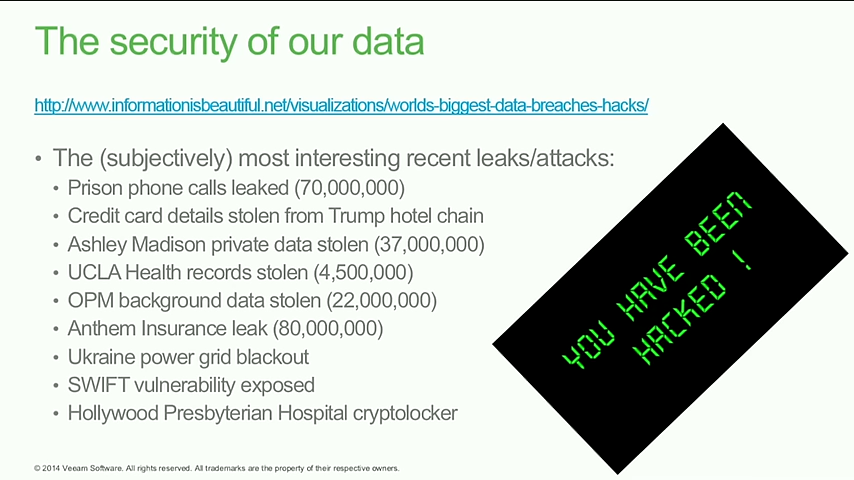 The security of our data
http://www.informationisbeautiful.net/visualizations/worlds-biggest-data-breaches-hacks/
• The (subjectively) most interesting recent leaks/attacks:
• Prison phone calls leaked (70,000,000)
• Credit card details stolen from Trump hotel chain
• Ashley Madison private data stolen (37,000,000)
• UCLA Health records stolen (4,500,000)
• OPM background data stolen (22,000,000)
• Anthem Insurance leak (80,000,000)
• Ukraine power grid blackout
• SWIFT vulnerability exposed
• Hollywood Presbyterian Hospital cryptolocker
YOU HAVE BEEN
HACKED !
© 2014 Veeam Software. All rights reserved. All trademarks are the property of their respective owners.